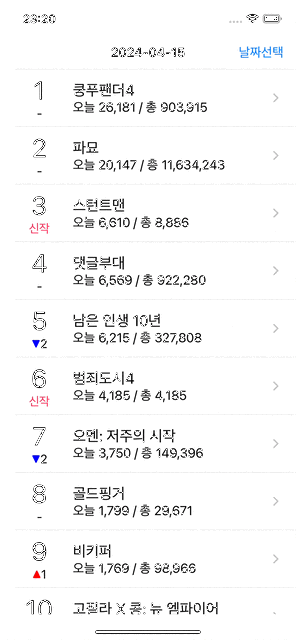 23:20
2024-04-15
날짜선택
1
쿵푸팬더4
오늘 26,181 / 총 903,915
-
2
파묘
오늘 20,147 / 총 11,634,243
-
3
스턴트맨
오늘 6,610 / 총 8,886
신작
4
댓글부대
오늘 6,569 / 총 922,280
-
5
남은 인생 10년
오늘 6,215 / 총 327,808
▼2
6
범죄도시4
오늘 4,185 / 총 4,185
신작
7
오멘: 저주의 시작
오늘 3,750 / 총 149,396
▼2
8
골드핑거
오늘 1,799 / 총 29,671
-
9
비키퍼
오늘 1,769 / 총 98,966
▲1
10
고질라 X 콩: 뉴 엠파이어